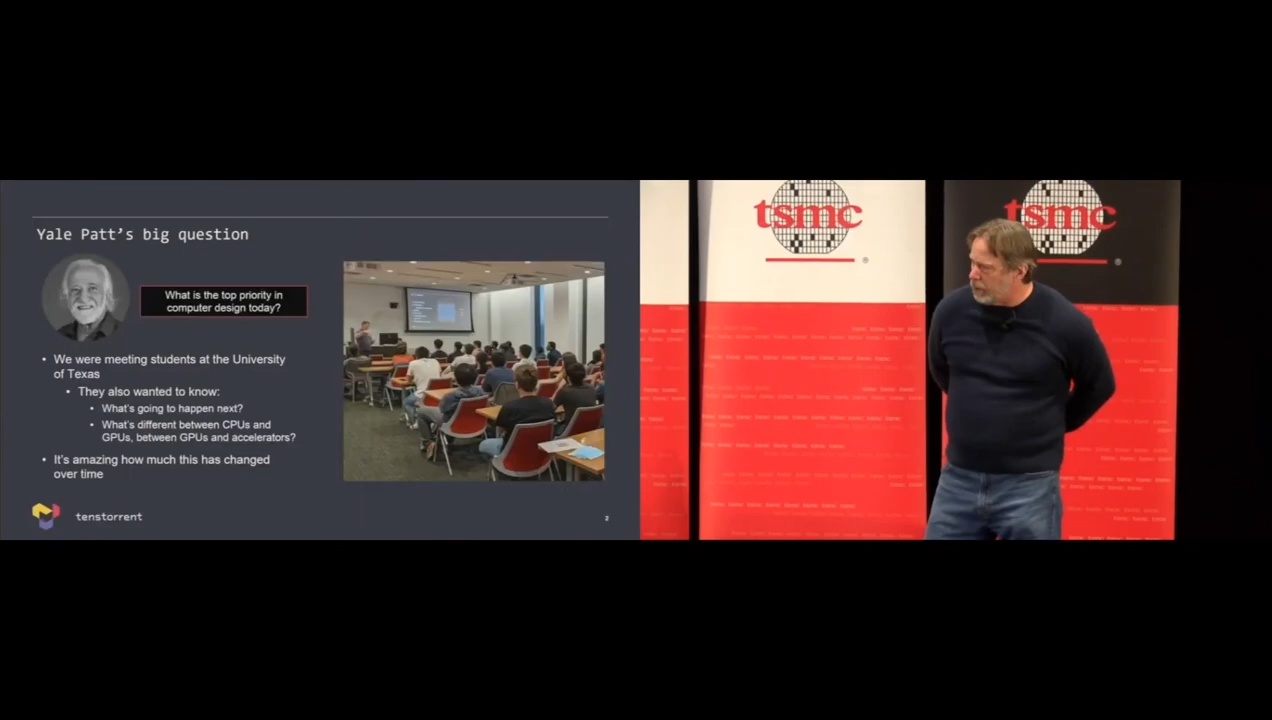 Yale Patt's big question
What is the top priority in
computer design today?
• We were meeting students at the University
of Texas
• They also wanted to know:
• What's going to happen next?
• What's different between CPUs and
GPUs, between GPUs and accelerators?
• It's amazing how much this has changed
over time
tenstorrent
2
tsmc
®
tsmc
®